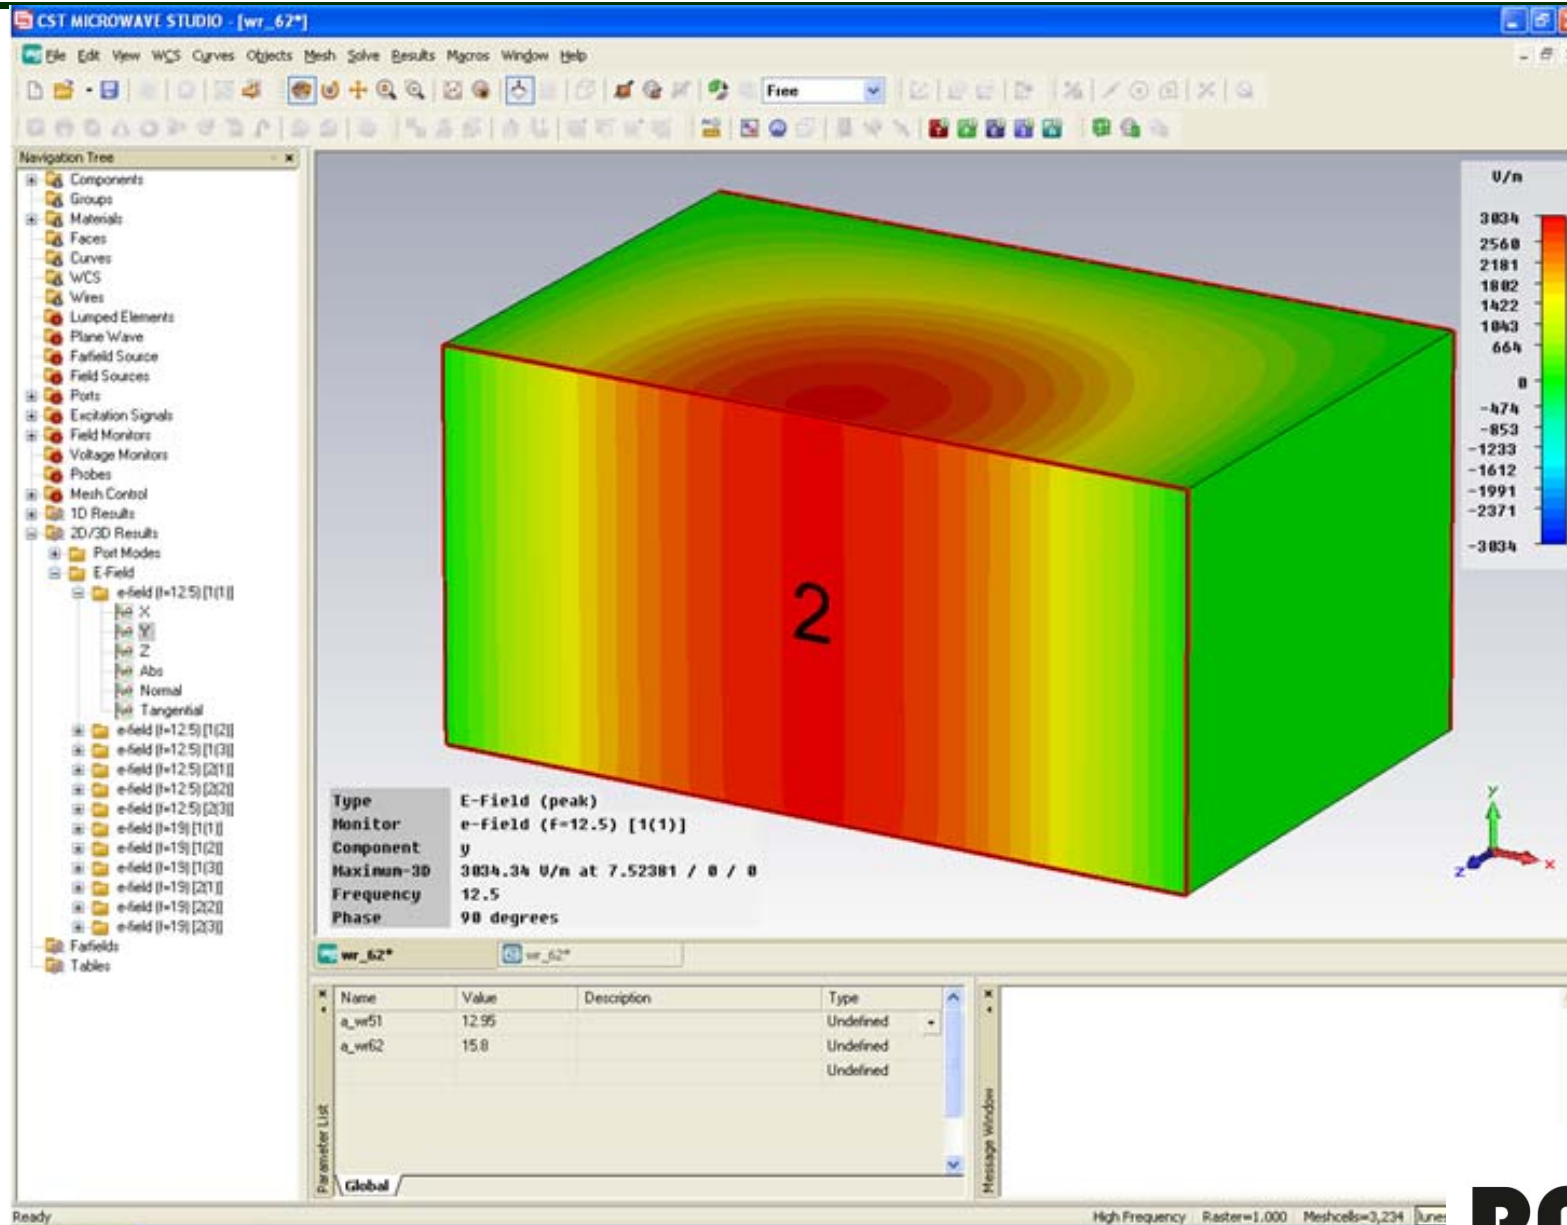 CST MICROWAVE STUDIO - [wr_62*]
File Edit View WCS Curves Objects Mesh Solve Results Macros Window Help
Free
Navigation Tree
Components
Groups
Materials
Faces
Curves
WCS
Wires
Lumped Elements
Plane Wave
Farfield Source
Field Sources
Ports
Excitation Signals
Field Monitors
Voltage Monitors
Probes
Mesh Control
1D Results
2D/3D Results
Port Modes
E-Field
e-field (f=12.5) [1(1)]
X
Y
Z
Abs
Normal
Tangential
e-field (f=12.5) [1(2)]
e-field (f=12.5) [1(3)]
e-field (f=12.5) [2(1)]
e-field (f=12.5) [2(2)]
e-field (f=12.5) [2(3)]
e-field (f=19) [1(1)]
e-field (f=19) [1(2)]
e-field (f=19) [1(3)]
e-field (f=19) [2(1)]
e-field (f=19) [2(2)]
e-field (f=19) [2(3)]
Farfields
Tables
V/m
3034
2560
2181
1802
1422
1043
664
0
-474
-853
-1233
-1612
-1991
-2371
-3034
2
y
x
z
Type E-Field (peak)
Monitor e-field (f=12.5) [1(1)]
Component y
Maximum-3D 3034.34 V/m at 7.52381 / 0 / 0
Frequency 12.5
Phase 90 degrees
wr_62* wr_62*
Parameter List
Name Value Description Type
a_wr51 12.95 Undefined
a_wr62 15.8 Undefined
Undefined
Global
Message Window
Ready High Frequency Raster=1.000 Meshcells=3,234 lunes